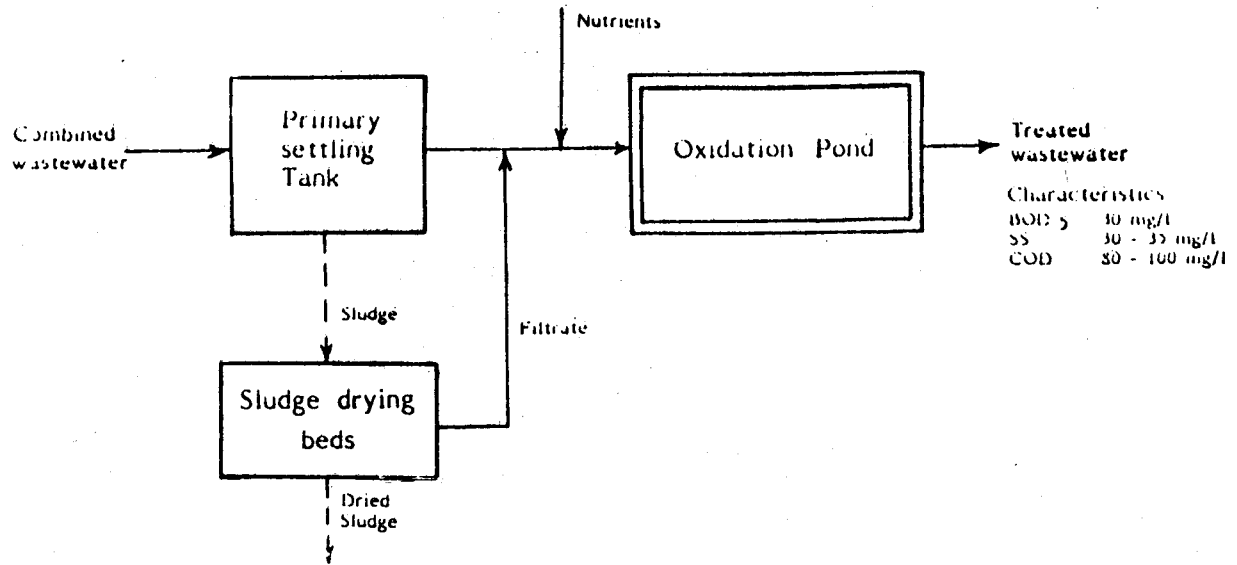 Nutrients
Combined
wastewater
Primary
settling
Tank
Oxidation Pond
Treated
wastewater
Characteristics
BOD 5 30 mg/l
SS 30 - 35 mg/l
COD 80 - 100 mg/l
Sludge
Filtrate
Sludge drying
beds
Dried
Sludge